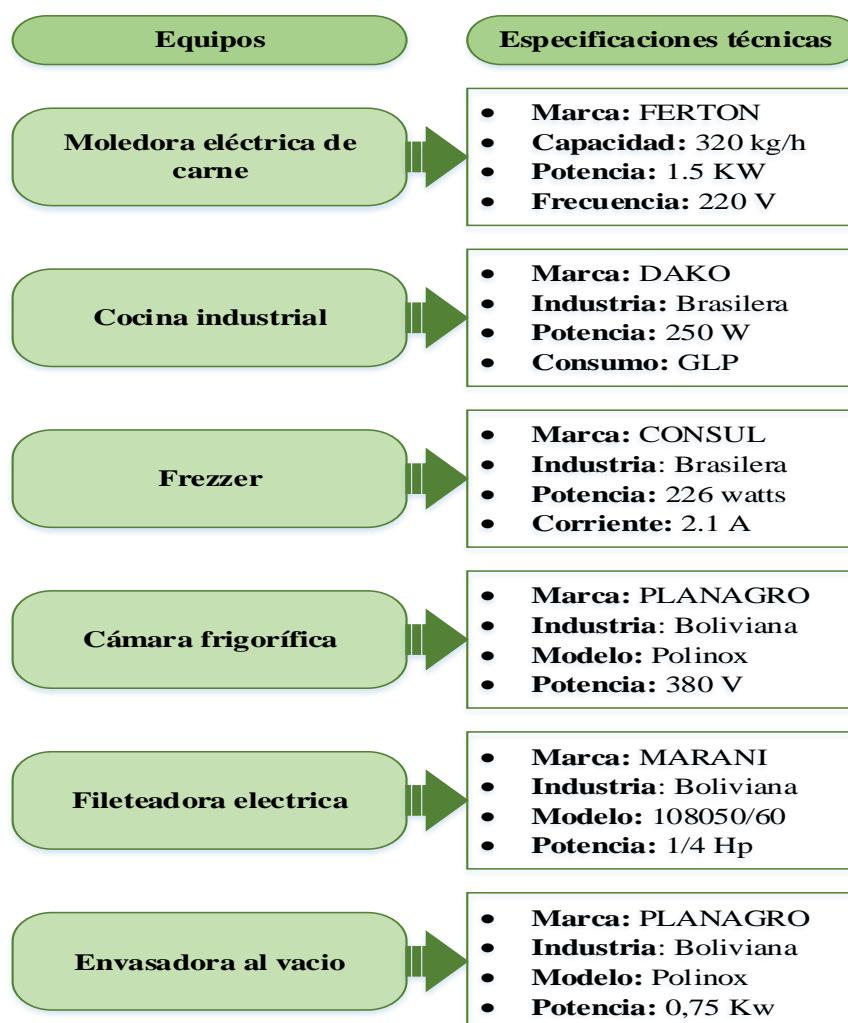 Equipos
Especificaciones técnicas
Moledora eléctrica de
carne
• Marca: FERTON
• Capacidad: 320 kg/h
• Potencia: 1.5 KW
• Frecuencia: 220 V
Cocina industrial
• Marca: DAKO
• Industria: Brasilera
• Potencia: 250 W
• Consumo: GLP
Frezzer
• Marca: CONSUL
• Industria: Brasilera
• Potencia: 226 watts
• Corriente: 2.1 A
Cámara frigorífica
• Marca: PLANAGRO
• Industria: Boliviana
• Modelo: Polinox
• Potencia: 380 V
Fileteadora electrica
• Marca: MARANI
• Industria: Boliviana
• Modelo: 108050/60
• Potencia: 1/4 Hp
Envasadora al vacio
• Marca: PLANAGRO
• Industria: Boliviana
• Modelo: Polinox
• Potencia: 0,75 Kw